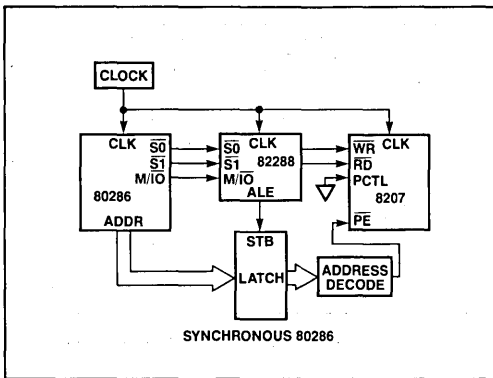 CLOCK
CLK
S0
S1
M/IO
80286
ADDR
CLK
S0
S1
82288
M/IO
ALE
CLK
WR
RD
PCTL
8207
PE
STB
LATCH
ADDRESS
DECODE
SYNCHRONOUS 80286